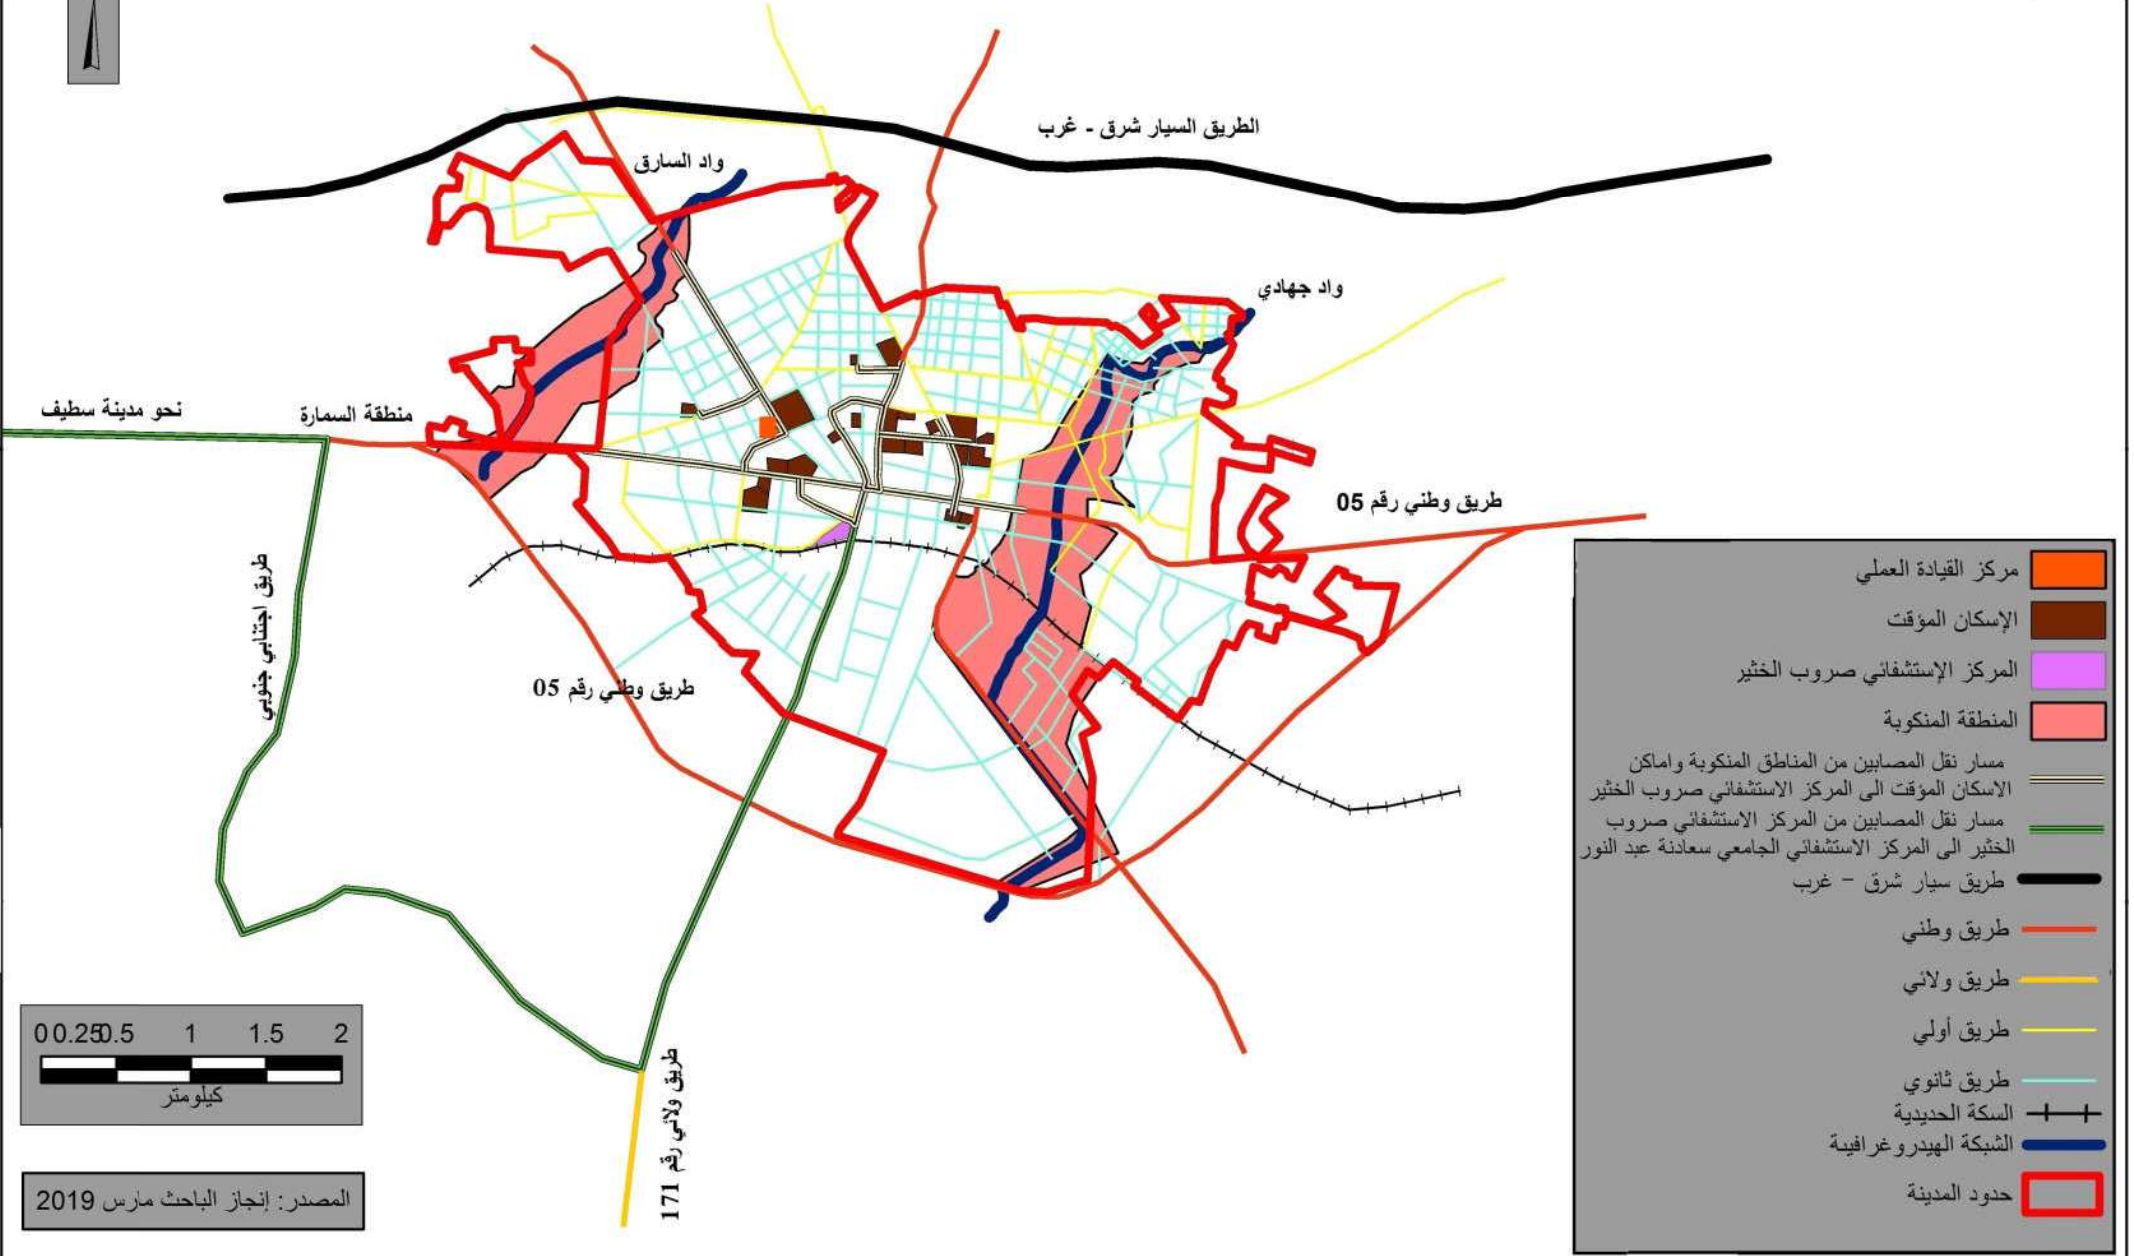 الطريق السيار شرق - غرب
واد السارق
واد جهادي
نحو مدينة سطيف
منطقة السمارة
طريق وطني رقم 05
طريق اجتنابي جنوبي
طريق وطني رقم 05
طريق ولائي رقم 171
مركز القيادة العملي
الإسكان المؤقت
المركز الإستشفائي صروب الخثير
المنطقة المنكوبة
مسار نقل المصابين من المناطق المنكوبة واماكن
الاسكان المؤقت الى المركز الاستشفائي صروب الخثير
مسار نقل المصابين من المركز الاستشفائي صروب
الخثير الى المركز الاستشفائي الجامعي سعادنة عبد النور
طريق سيار شرق - غرب
طريق وطني
طريق ولائي
طريق أولي
طريق ثانوي
السكة الحديدية
الشبكة الهيدروغرافية
حدود المدينة
0 0.25 0.5 1 1.5 2
كيلومتر
المصدر: إنجاز الباحث مارس 2019